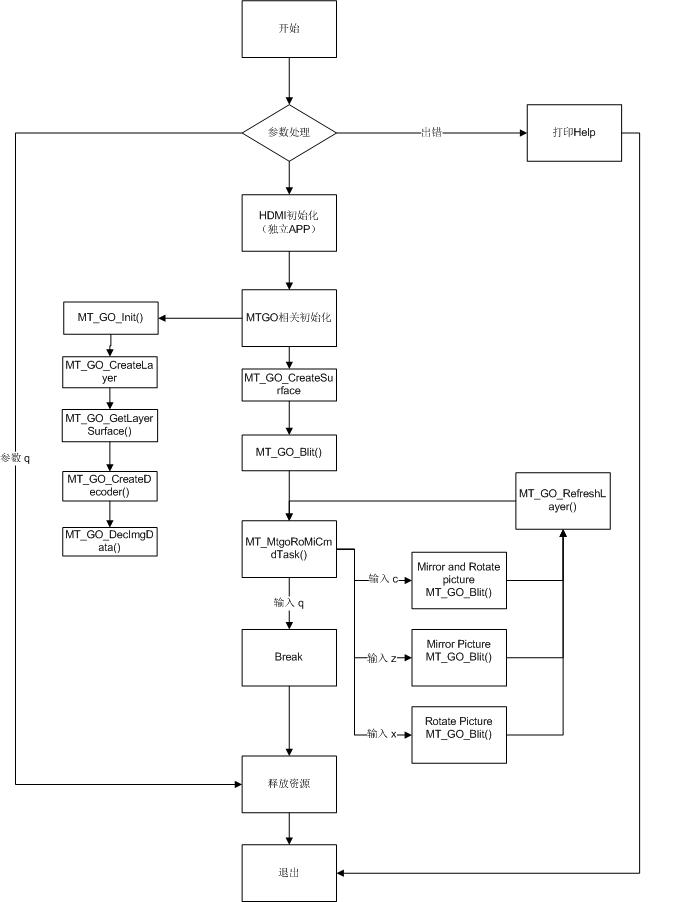 开始
参数处理
出错
打印Help
HDMI初始化
（独立APP）
MTGO相关初始化
MT_GO_Init()
MT_GO_CreateLa
yer
MT_GO_GetLayer
Surface()
MT_GO_CreateD
ecoder()
MT_GO_DecImgD
ata()
MT_GO_CreateSu
rface
MT_GO_Blit()
参数 q
MT_GO_RefreshL
ayer()
MT_MtgoRoMiCm
dTask()
输入 c
Mirror and Rotate
picture
MT_GO_Blit()
输入 q
输入 z
Mirror Picture
MT_GO_Blit()
Break
输入 x
Rotate Picture
MT_GO_Blit()
释放资源
退出